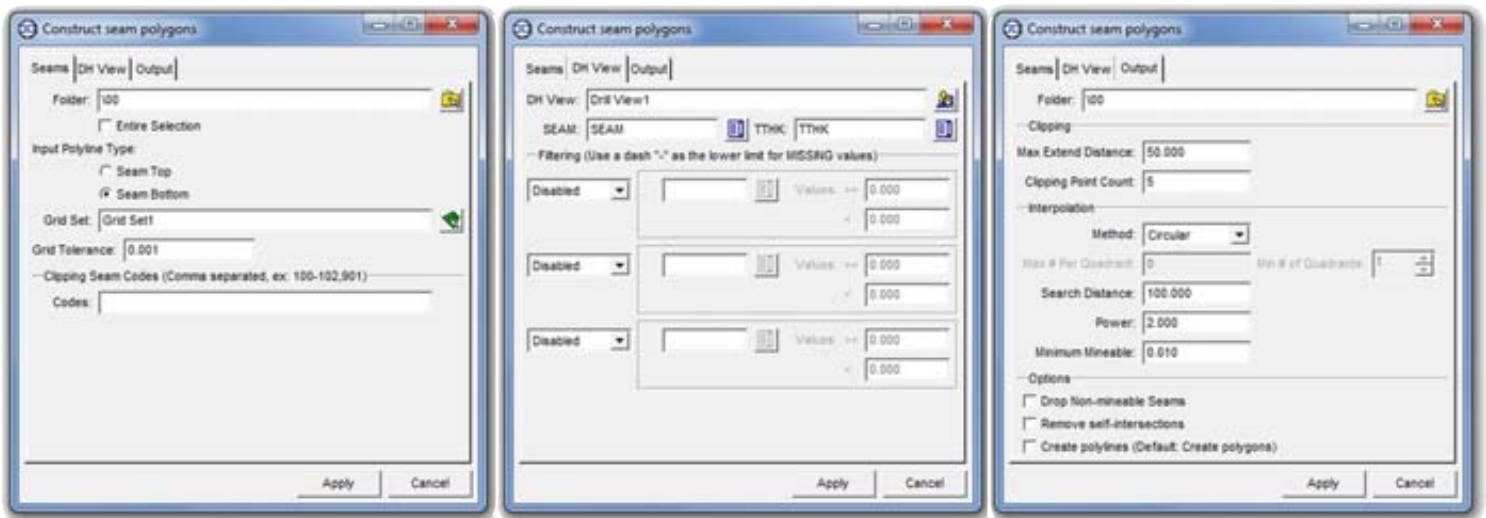 Construct seam polygons
Seams DH View Output
Folder: \00
Entire Selection
Input Polyline Type:
Seam Top
Seam Bottom
Grid Set: Grid Set1
Grid Tolerance: 0.001
Clipping Seam Codes (Comma separated, ex: 100-102,901)
Codes:
Apply Cancel
Construct seam polygons
Seams DH View Output
DH View: Drill View1
SEAM: SEAM TTHK: TTHK
Filtering (Use a dash "-" as the lower limit for MISSING values)
Disabled Values >= 0.000
< 0.000
Disabled Values >= 0.000
< 0.000
Disabled Values >= 0.000
< 0.000
Apply Cancel
Construct seam polygons
Seams DH View Output
Folder: \00
Clipping
Max Extend Distance: 50.000
Clipping Point Count: 5
Interpolation
Method: Circular
Max # Per Quadrant: 0 Min # of Quadrants: 1
Search Distance: 100.000
Power: 2.000
Minimum Mineable: 0.010
Options
Drop Non-mineable Seams
Remove self-intersections
Create polylines (Default: Create polygons)
Apply Cancel